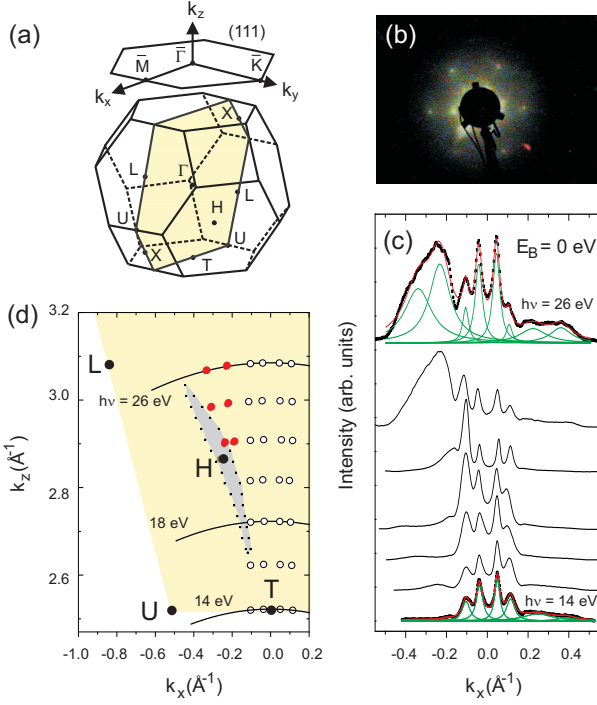 (a)
k_z
(111)
M̄
Γ̄
K̄
k_x
k_y
X
L
Γ
L
H
U
U
X
T
(b)
(c)
E_B = 0 eV
hν = 26 eV
Intensity (arb. units)
hν = 14 eV
-0.4 -0.2 0.0 0.2 0.4
k_x(Å⁻¹)
(d)
3.2
3.0
2.8
2.6
k_z(Å⁻¹)
L
hν = 26 eV
H
18 eV
U
14 eV
T
-1.0 -0.8 -0.6 -0.4 -0.2 0.0 0.2
k_x(Å⁻¹)